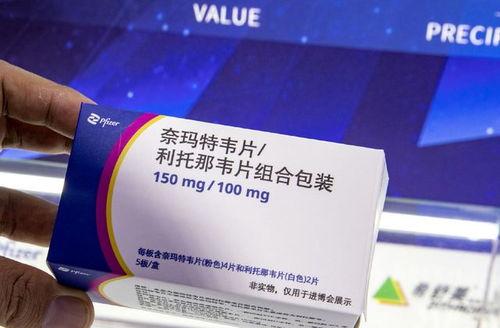 VALUE
PRECIP
Pfizer
奈玛特韦片/
利托那韦片组合包装
150 mg / 100 mg
每板含奈玛特韦片(粉色)4片和利托那韦片(白色)2片
5板/盒
非实物，仅用于进博会展示